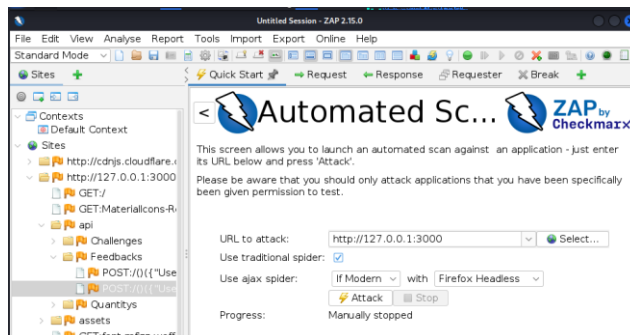 Untitled Session - ZAP 2.15.0
File Edit View Analyse Report Tools Import Export Online Help
Standard Mode
Sites
Quick Start Request Response Requester Break
Contexts
Default Context
Sites
http://cdnjs.cloudflare.c
http://127.0.0.1:3000
GET:/
GET:MaterialIcons-R
api
Challenges
Feedbacks
POST:/()({"Use
POST:/()({"Use
Quantitys
assets
< Automated Sc... ZAP by Checkmarx
This screen allows you to launch an automated scan against an application - just enter
its URL below and press 'Attack'.
Please be aware that you should only attack applications that you have been specifically
been given permission to test.
URL to attack: http://127.0.0.1:3000 Select...
Use traditional spider:
Use ajax spider: If Modern with Firefox Headless
Attack Stop
Progress: Manually stopped